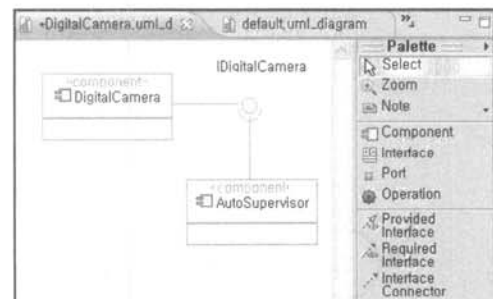 *DigitalCamera.uml_d
default.uml_diagram
IDigitalCamera
«component»
DigitalCamera
«component»
AutoSupervisor
Palette
Select
Zoom
Note
Component
Interface
Port
Operation
Provided
Interface
Required
Interface
Interface
Connector